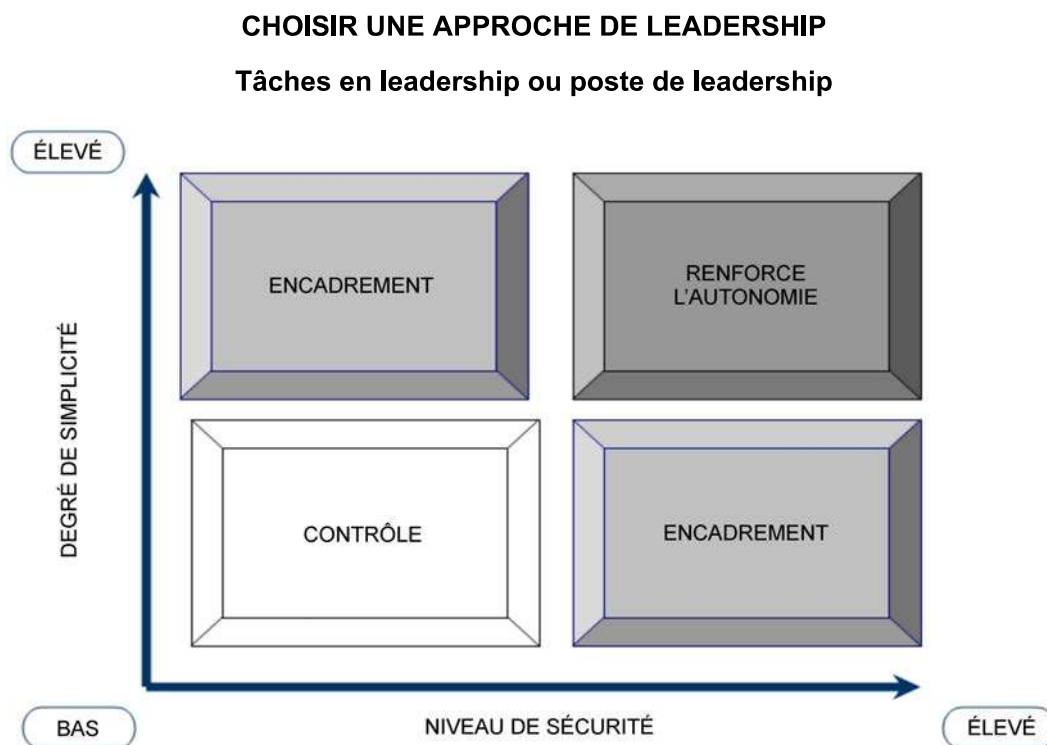 CHOISIR UNE APPROCHE DE LEADERSHIP
Tâches en leadership ou poste de leadership
ÉLEVÉ
ENCADREMENT
RENFORCE
L'AUTONOMIE
DEGRÉ DE SIMPLICITÉ
CONTRÔLE
ENCADREMENT
BAS
NIVEAU DE SÉCURITÉ
ÉLEVÉ